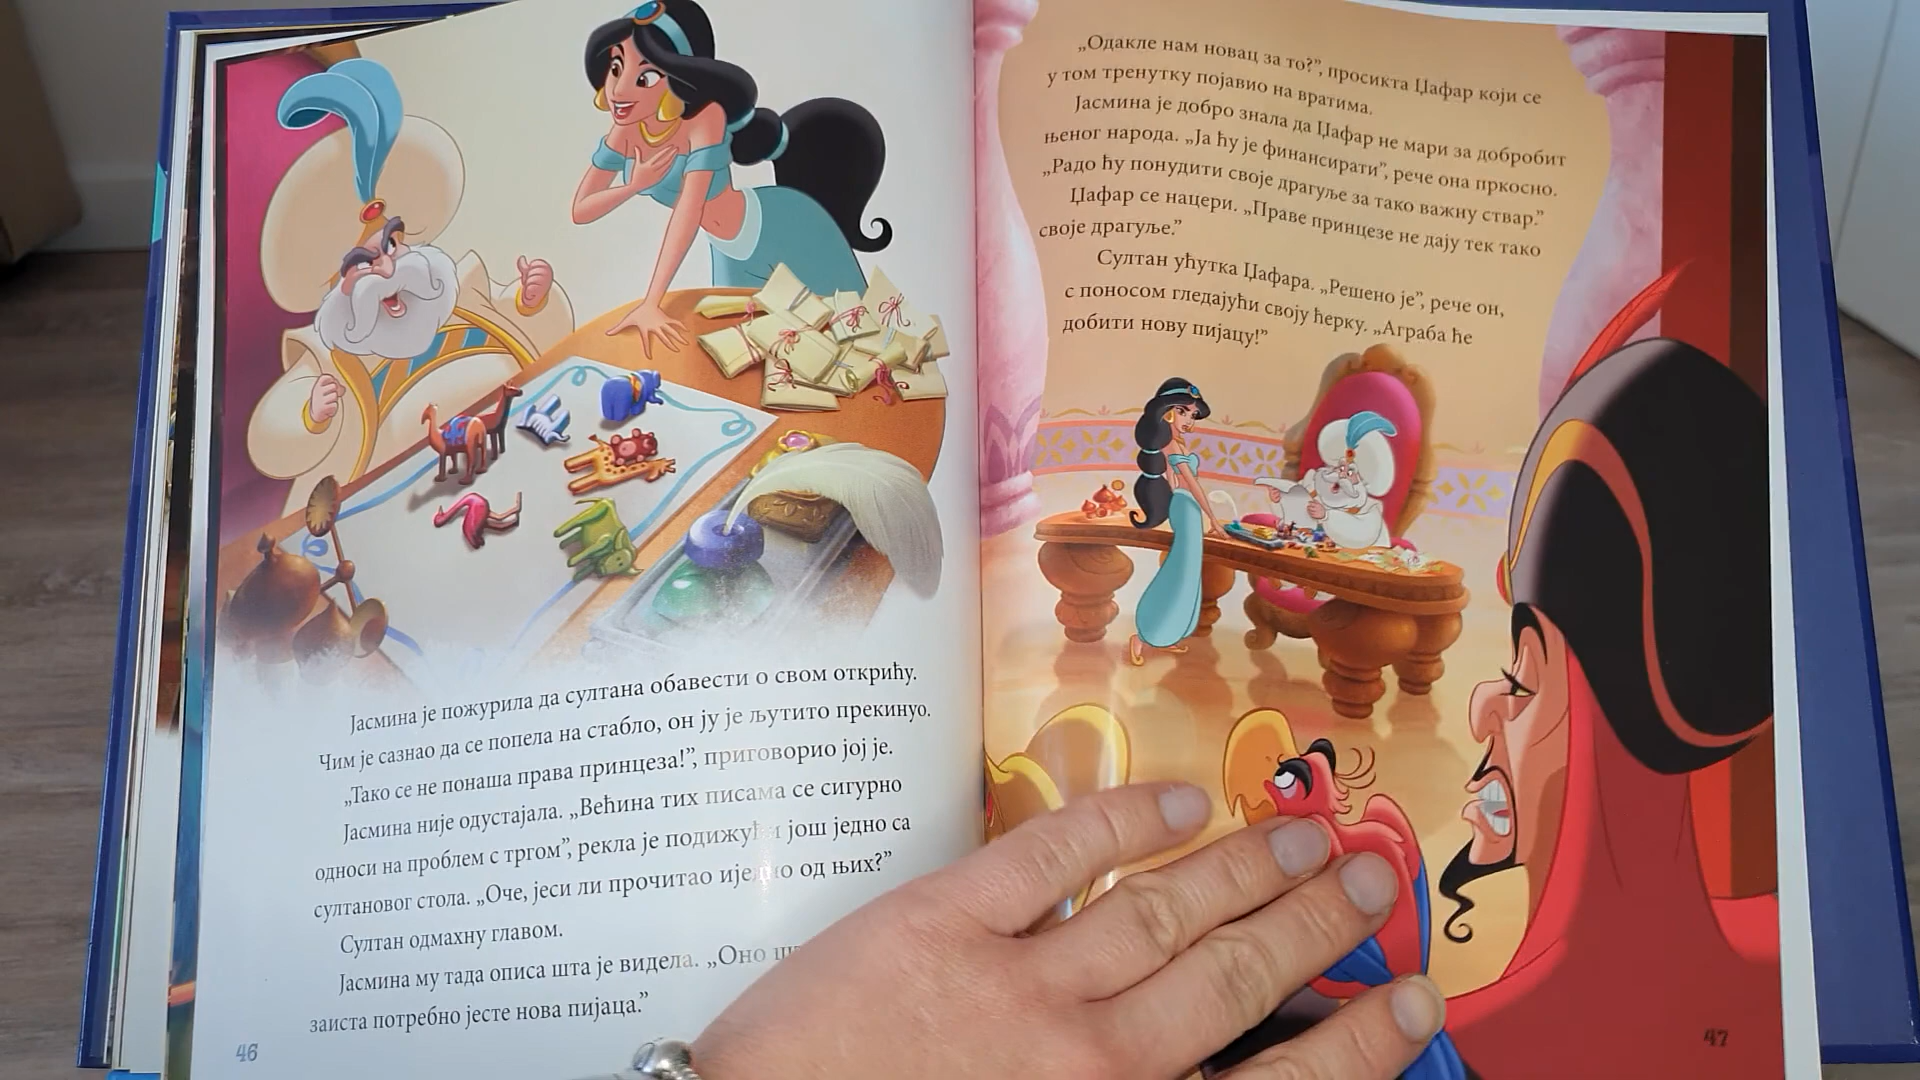 Јасмина је пожурила да султана обавести о свом открићу.
Чим је сазнао да се попела на стабло, он ју је љутито прекинуо.
„Тако се не понаша права принцеза!”, приговорио јој је.
Јасмина није одустајала. „Већина тих писама се сигурно
односи на проблем с тргом”, рекла је подижући још једно са
султановог стола. „Оче, јеси ли прочитао иједно од њих?”
Султан одмахну главом.
Јасмина му тада описа шта је видела. „Оно
заиста потребно јесте нова пијаца.”
46
„Одакле нам новац за то?”, просикта Џафар који се
у том тренутку појавио на вратима.
Јасмина је добро знала да Џафар не мари за добробит
њеног народа. „Ја ћу је финансирати”, рече она пркосно.
„Радо ћу понудити своје драгуље за тако важну ствар.”
Џафар се нацери. „Праве принцезе не дају тек тако
своје драгуље.”
Султан ућутка Џафара. „Решено је”, рече он,
с поносом гледајући своју ћерку. „Аграба ће
добити нову пијацу!”
47